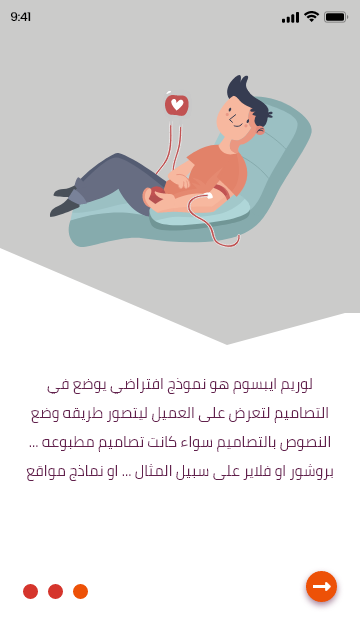 9:41
لوريم ايبسوم هو نموذج افتراضي يوضع في
التصاميم لتعرض على العميل ليتصور طريقه وضع
النصوص بالتصاميم سواء كانت تصاميم مطبوعه ...
بروشور او فلاير على سبيل المثال ... او نماذج مواقع